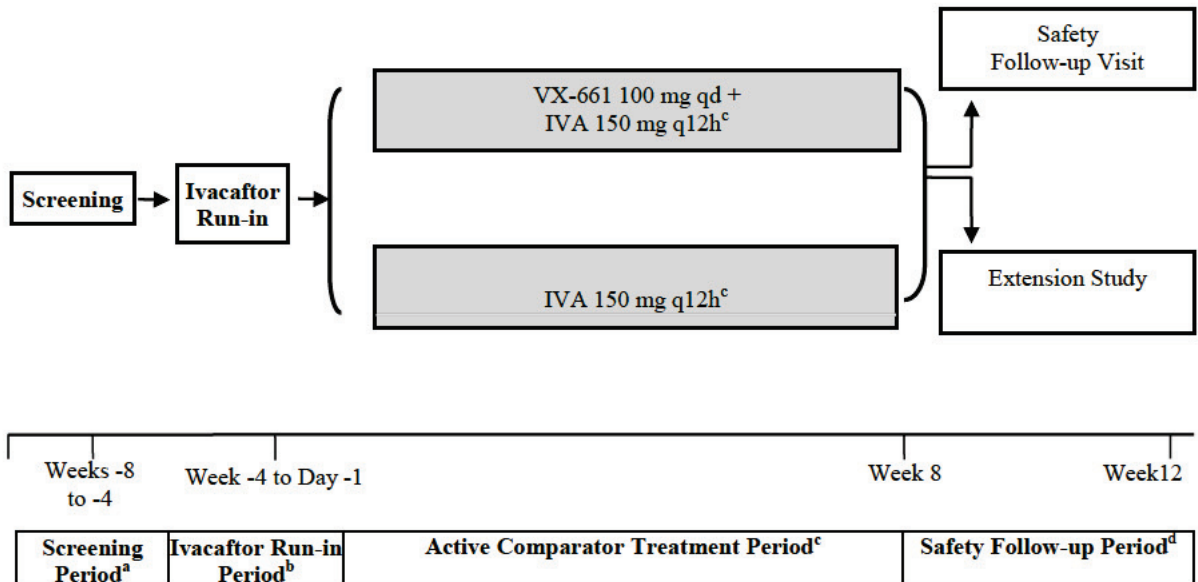 Safety
Follow-up Visit
VX-661 100 mg qd +
IVA 150 mg q12hᶜ
Screening
Ivacaftor
Run-in
IVA 150 mg q12hᶜ
Extension Study
Weeks -8
to -4
Week -4 to Day -1
Week 8
Week12
Screening
Periodᵃ
Ivacaftor Run-in
Periodᵇ
Active Comparator Treatment Periodᶜ
Safety Follow-up Periodᵈ